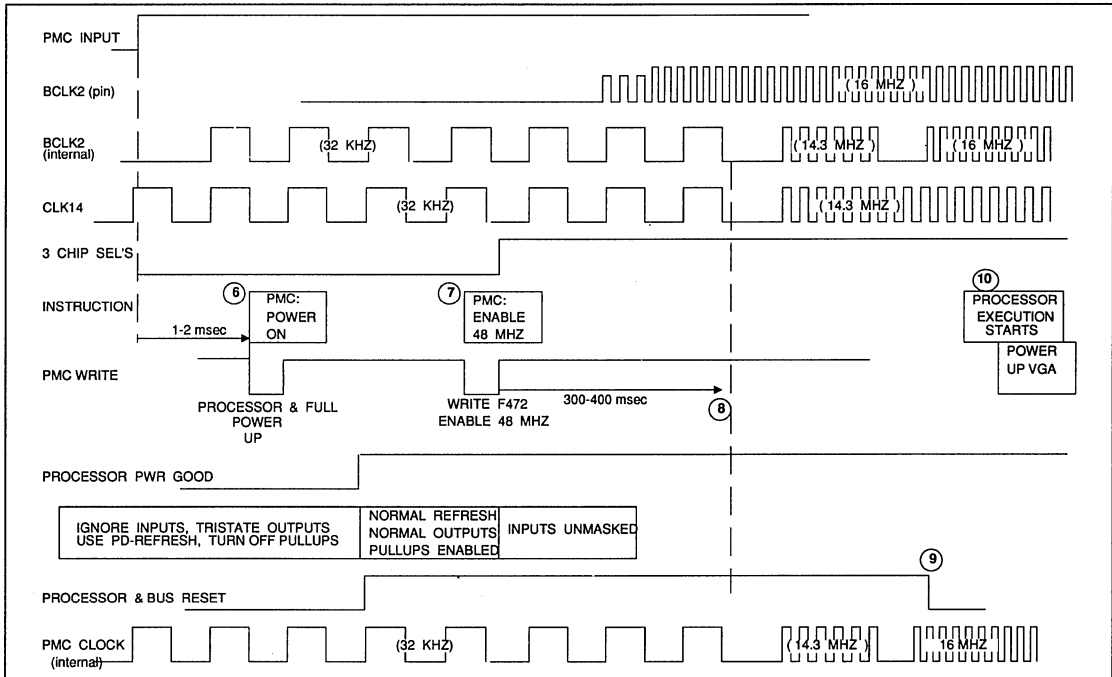 PMC INPUT
BCLK2 (pin)
( 16 MHZ )
BCLK2
(internal)
(32 KHZ)
( 14.3 MHZ )
( 16 MHZ )
CLK14
(32 KHZ)
( 14.3 MHZ )
3 CHIP SEL'S
INSTRUCTION
6
PMC:
POWER
ON
7
PMC:
ENABLE
48 MHZ
10
PROCESSOR
EXECUTION
STARTS
1-2 msec
POWER
UP VGA
PMC WRITE
PROCESSOR & FULL
POWER
UP
WRITE F472
ENABLE 48 MHZ
300-400 msec
8
PROCESSOR PWR GOOD
IGNORE INPUTS, TRISTATE OUTPUTS
USE PD-REFRESH, TURN OFF PULLUPS
NORMAL REFRESH
NORMAL OUTPUTS
PULLUPS ENABLED
INPUTS UNMASKED
9
PROCESSOR & BUS RESET
PMC CLOCK
(internal)
(32 KHZ)
( 14.3 MHZ )
16 MHZ